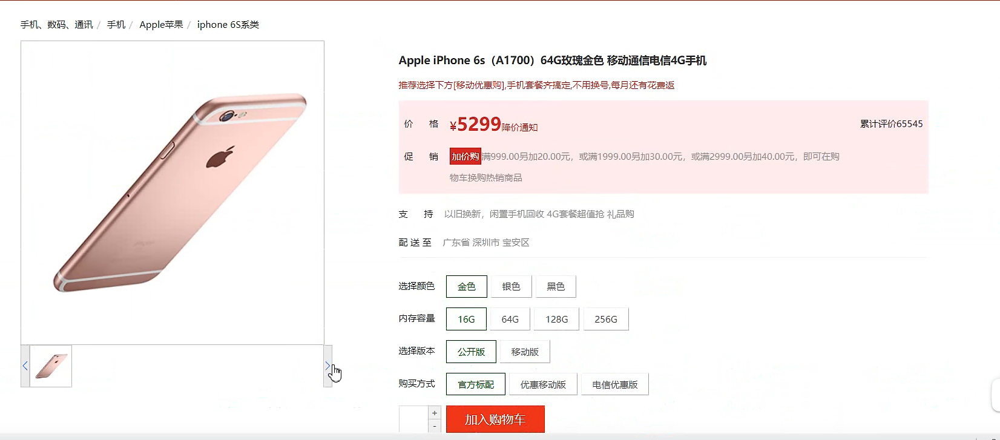 手机、数码、通讯 / 手机 / Apple苹果 / iphone 6S系类
Apple iPhone 6s（A1700）64G玫瑰金色 移动通信电信4G手机
推荐选择下方[移动优惠购],手机套餐齐搞定,不用换号,每月还有花费返
价 格 ¥5299降价通知 累计评价65545
促 销 加价购满999.00另加20.00元，或满1999.00另加30.00元，或满2999.00另加40.00元，即可在购
物车换购热销商品
支 持 以旧换新，闲置手机回收 4G套餐超值抢 礼品购
配 送 至 广东省 深圳市 宝安区
选择颜色 金色 银色 黑色
内存容量 16G 64G 128G 256G
选择版本 公开版 移动版
购买方式 官方标配 优惠移动版 电信优惠版
+
-
加入购物车